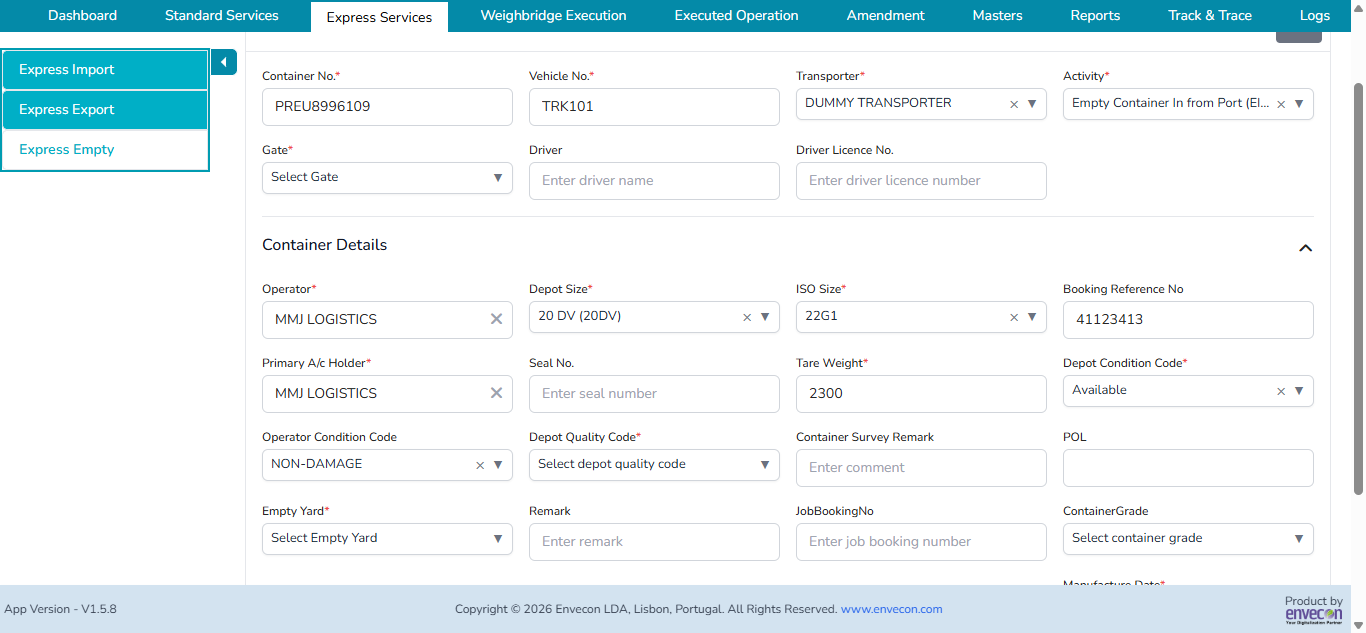 Dashboard Standard Services Express Services Weighbridge Execution Executed Operation Amendment Masters Reports Track & Trace Logs
Express Import
Express Export
Express Empty
Container No.* Vehicle No.* Transporter* Activity*
PREU8996109 TRK101 DUMMY TRANSPORTER × ▼ Empty Container In from Port (EI... × ▼
Gate* Driver Driver Licence No.
Select Gate ▼ Enter driver name Enter driver licence number
Container Details
Operator* Depot Size* ISO Size* Booking Reference No
MMJ LOGISTICS × 20 DV (20DV) × ▼ 22G1 × ▼ 41123413
Primary A/c Holder* Seal No. Tare Weight* Depot Condition Code*
MMJ LOGISTICS × Enter seal number 2300 Available × ▼
Operator Condition Code Depot Quality Code* Container Survey Remark POL
NON-DAMAGE × ▼ Select depot quality code ▼ Enter comment
Empty Yard* Remark JobBookingNo ContainerGrade
Select Empty Yard ▼ Enter remark Enter job booking number Select container grade ▼
Manufacture Date*
App Version - V1.5.8 Copyright © 2026 Envecon LDA, Lisbon, Portugal. All Rights Reserved. www.envecon.com Product by
envecon
Your Digitalization Partner